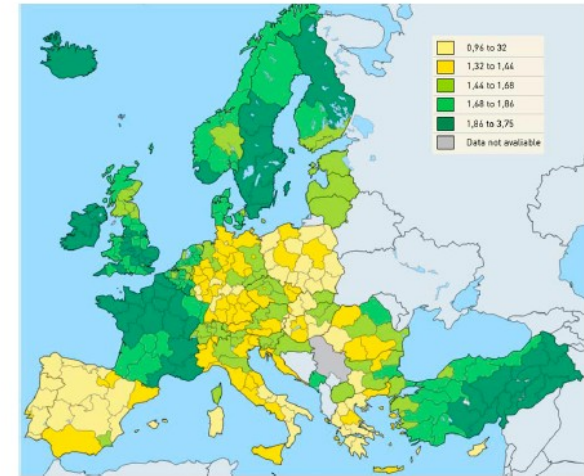 0,96 to 32
1,32 to 1,44
1,44 to 1,68
1,68 to 1,86
1,86 to 3,75
Data not avaliable